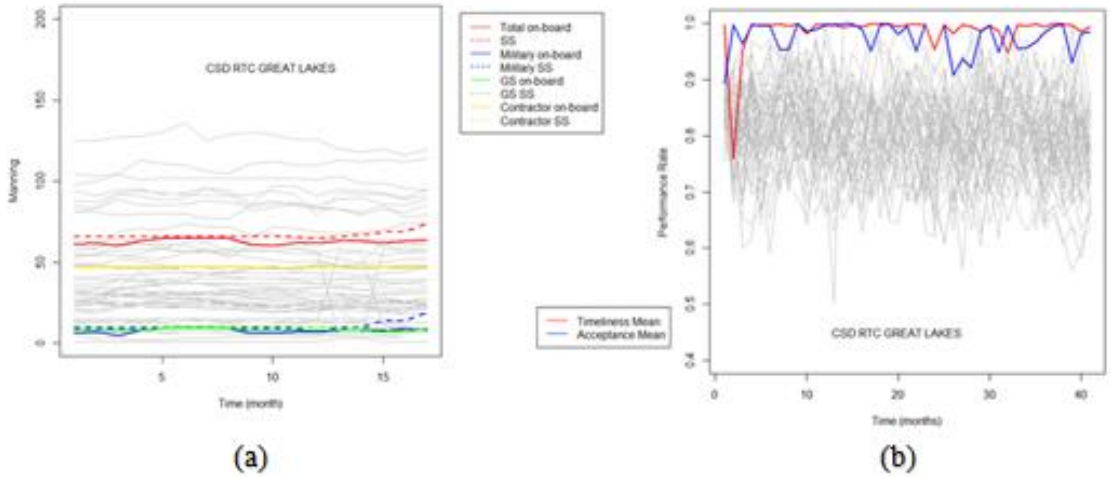 200
150
100
50
0
Manning
CSD RTC GREAT LAKES
5 10 15
Time (month)
Total on-board
SS
Military on-board
Military SS
GS on-board
GS SS
Contractor on-board
Contractor SS
(a)
1.0
0.9
0.8
0.7
0.6
0.5
0.4
Performance Rate
Timeliness Mean
Acceptance Mean
CSD RTC GREAT LAKES
0 10 20 30 40
Time (months)
(b)